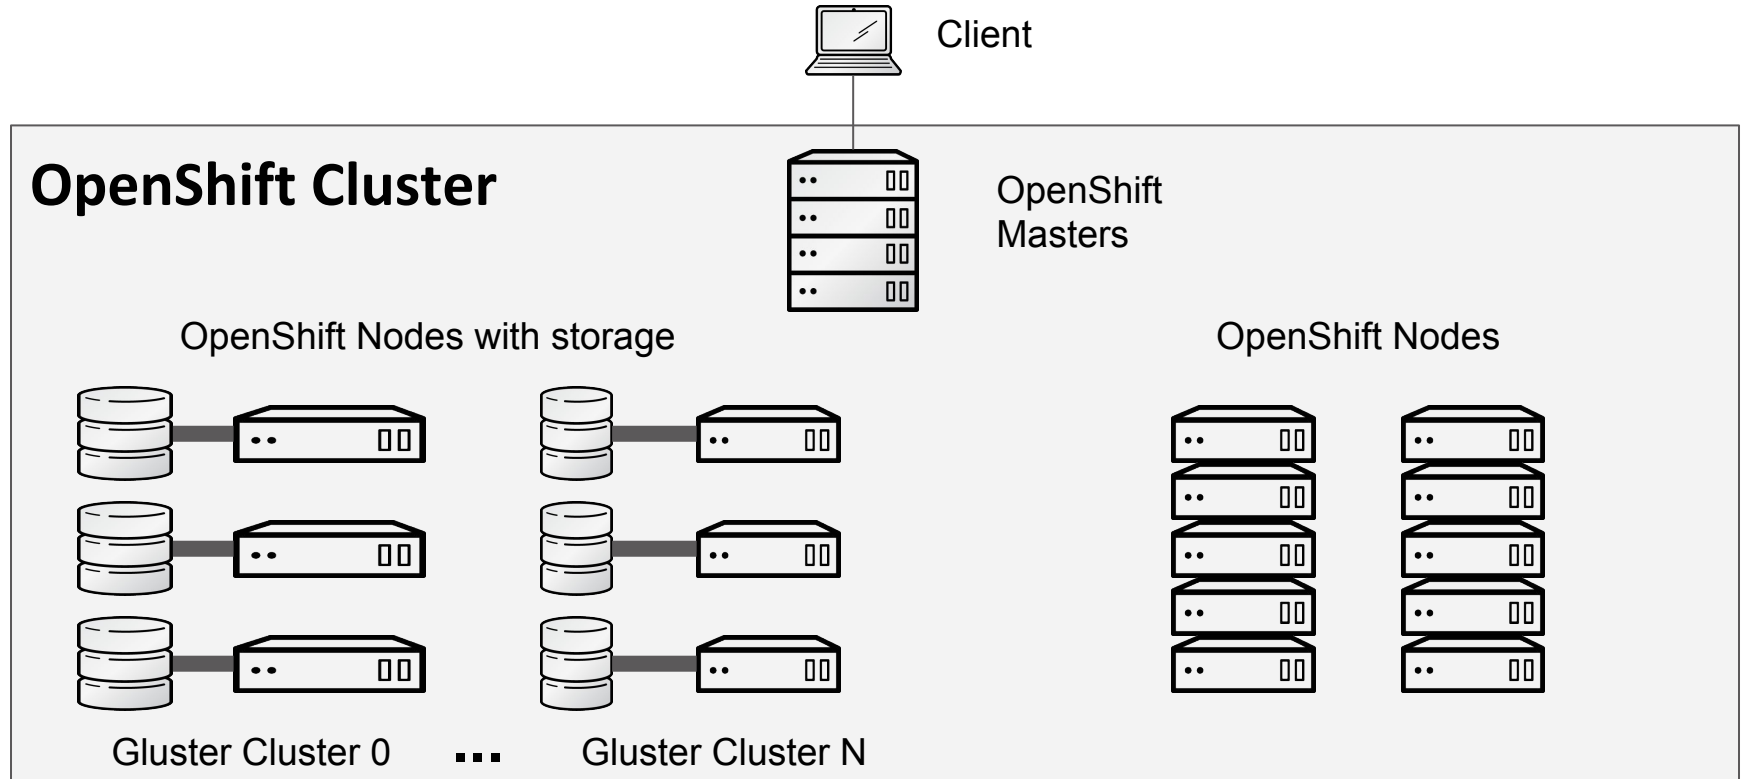 Client
OpenShift Cluster
OpenShift
Masters
OpenShift Nodes with storage
OpenShift Nodes
Gluster Cluster 0
...
Gluster Cluster N